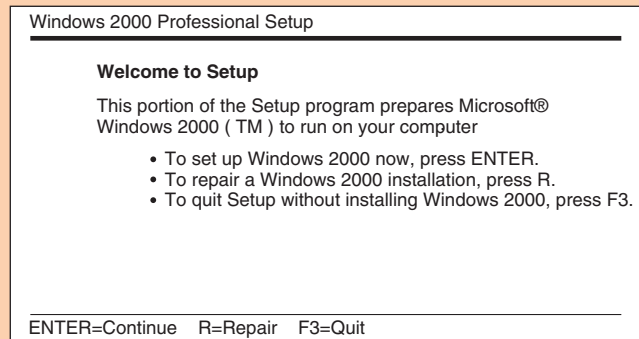 Windows 2000 Professional Setup
Welcome to Setup
This portion of the Setup program prepares Microsoft®
Windows 2000 ( TM ) to run on your computer
• To set up Windows 2000 now, press ENTER.
• To repair a Windows 2000 installation, press R.
• To quit Setup without installing Windows 2000, press F3.
ENTER=Continue R=Repair F3=Quit